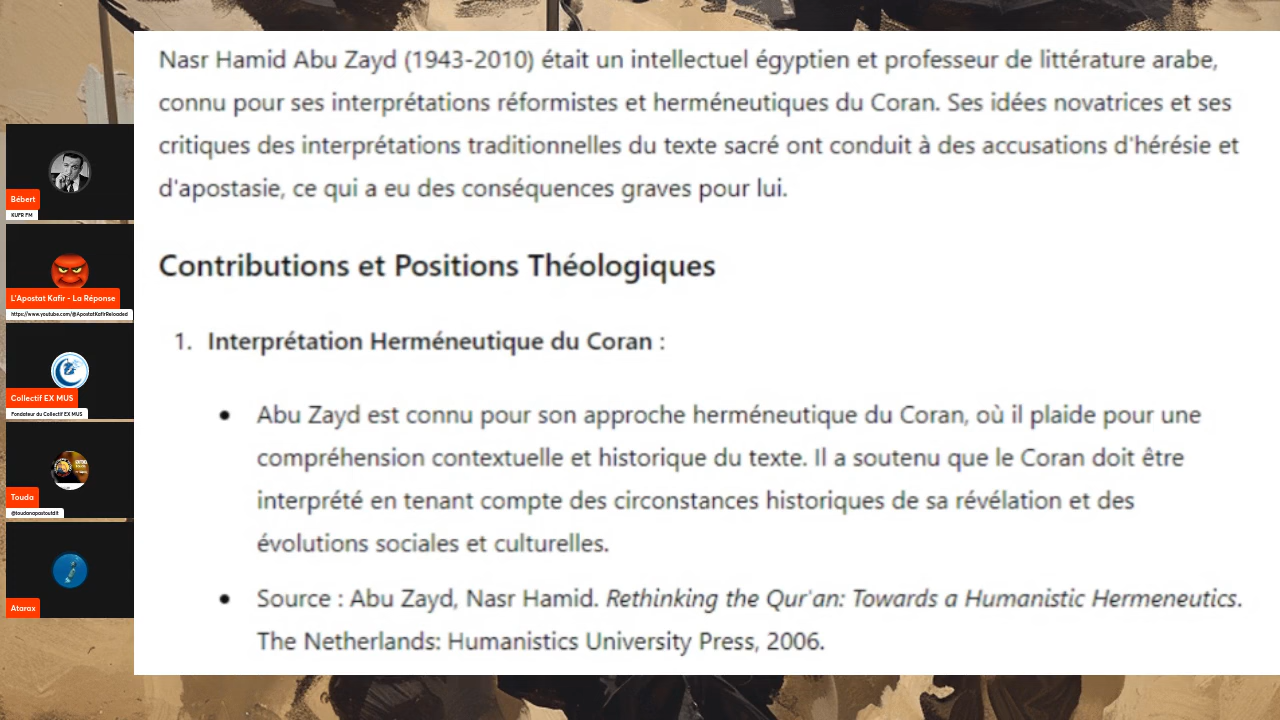 Nasr Hamid Abu Zayd (1943-2010) était un intellectuel égyptien et professeur de littérature arabe,
connu pour ses interprétations réformistes et herméneutiques du Coran. Ses idées novatrices et ses
critiques des interprétations traditionnelles du texte sacré ont conduit à des accusations d'hérésie et
d'apostasie, ce qui a eu des conséquences graves pour lui.
Contributions et Positions Théologiques
1. Interprétation Herméneutique du Coran :
• Abu Zayd est connu pour son approche herméneutique du Coran, où il plaide pour une
compréhension contextuelle et historique du texte. Il a soutenu que le Coran doit être
interprété en tenant compte des circonstances historiques de sa révélation et des
évolutions sociales et culturelles.
• Source : Abu Zayd, Nasr Hamid. Rethinking the Qur'an: Towards a Humanistic Hermeneutics.
The Netherlands: Humanistics University Press, 2006.
Bébert
KUFR FM
L'Apostat Kafir - La Réponse
https://www.youtube.com/@ApostatKafirReloaded
Collectif EX MUS
Fondateur du Collectif EX MUS
Touda
Atarax